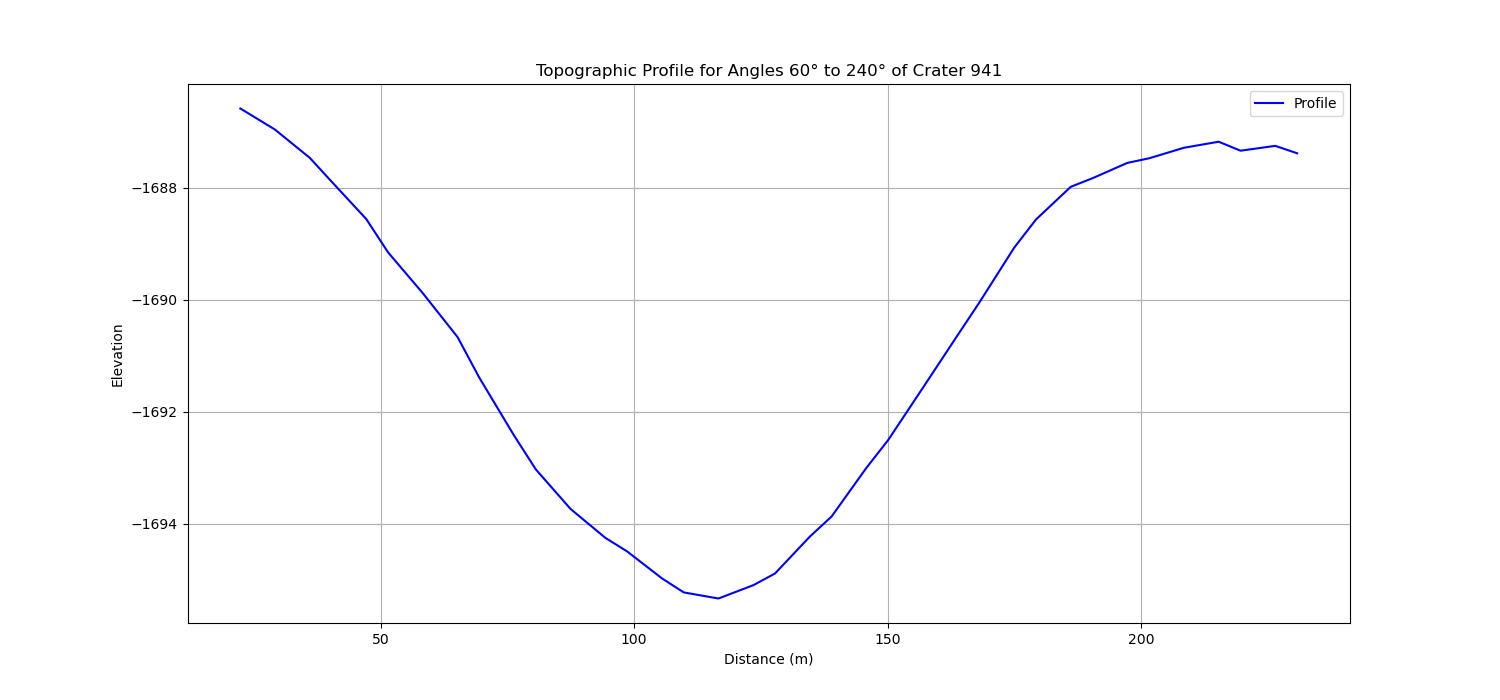 Topographic Profile for Angles 60° to 240° of Crater 941
Profile
−1688
−1690
−1692
−1694
Elevation
50
100
150
200
Distance (m)